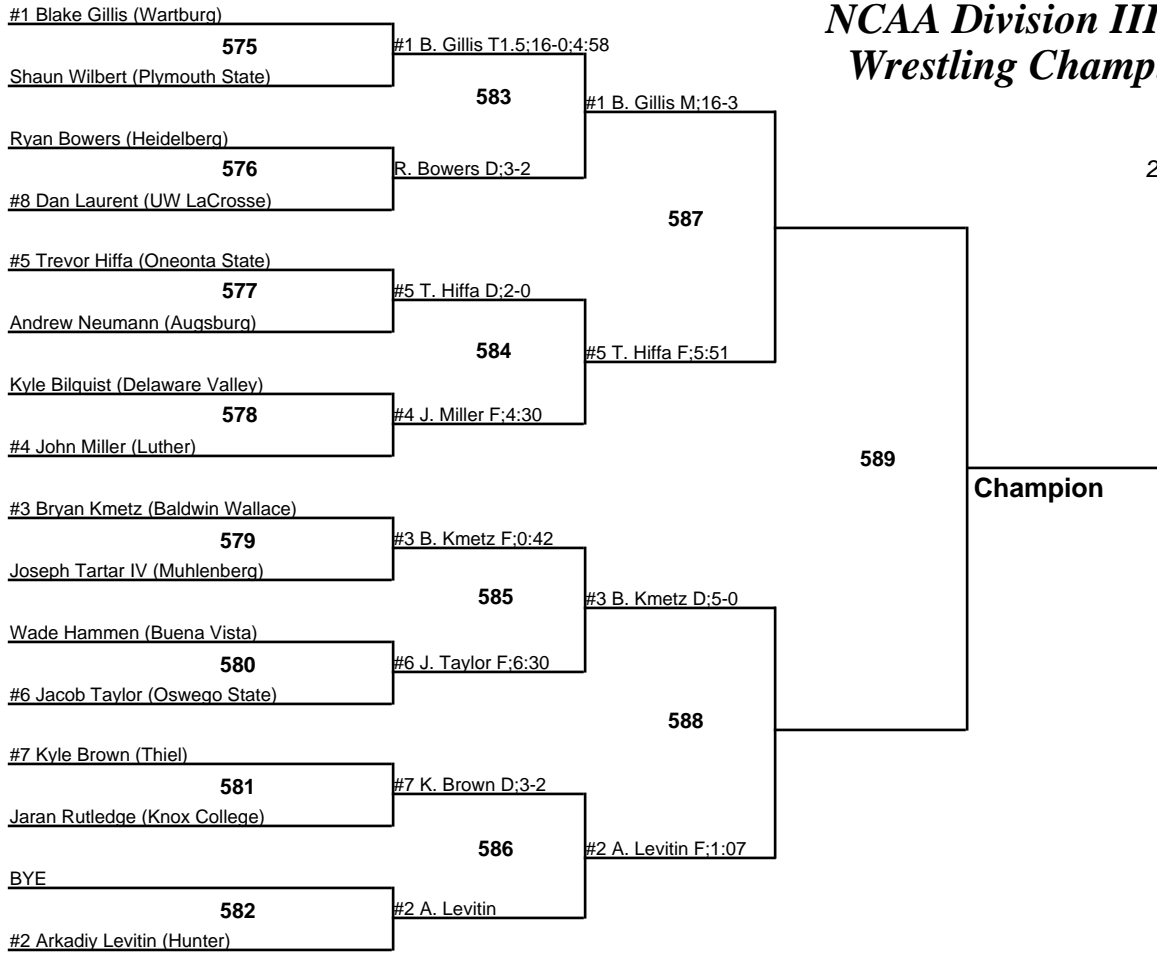 #1 Blake Gillis (Wartburg)
575
Shaun Wilbert (Plymouth State)
Ryan Bowers (Heidelberg)
576
#8 Dan Laurent (UW LaCrosse)
#5 Trevor Hiffa (Oneonta State)
577
Andrew Neumann (Augsburg)
Kyle Bilquist (Delaware Valley)
578
#4 John Miller (Luther)
#3 Bryan Kmetz (Baldwin Wallace)
579
Joseph Tartar IV (Muhlenberg)
Wade Hammen (Buena Vista)
580
#6 Jacob Taylor (Oswego State)
#7 Kyle Brown (Thiel)
581
Jaran Rutledge (Knox College)
BYE
582
#2 Arkadiy Levitin (Hunter)
#1 B. Gillis T1.5;16-0;4:58
583
R. Bowers D;3-2
#5 T. Hiffa D;2-0
584
#4 J. Miller F;4:30
#3 B. Kmetz F;0:42
585
#6 J. Taylor F;6:30
#7 K. Brown D;3-2
586
#2 A. Levitin
#1 B. Gillis M;16-3
587
#5 T. Hiffa F;5:51
#3 B. Kmetz D;5-0
588
#2 A. Levitin F;1:07
589
Champion
NCAA Division III
Wrestling Champ
2